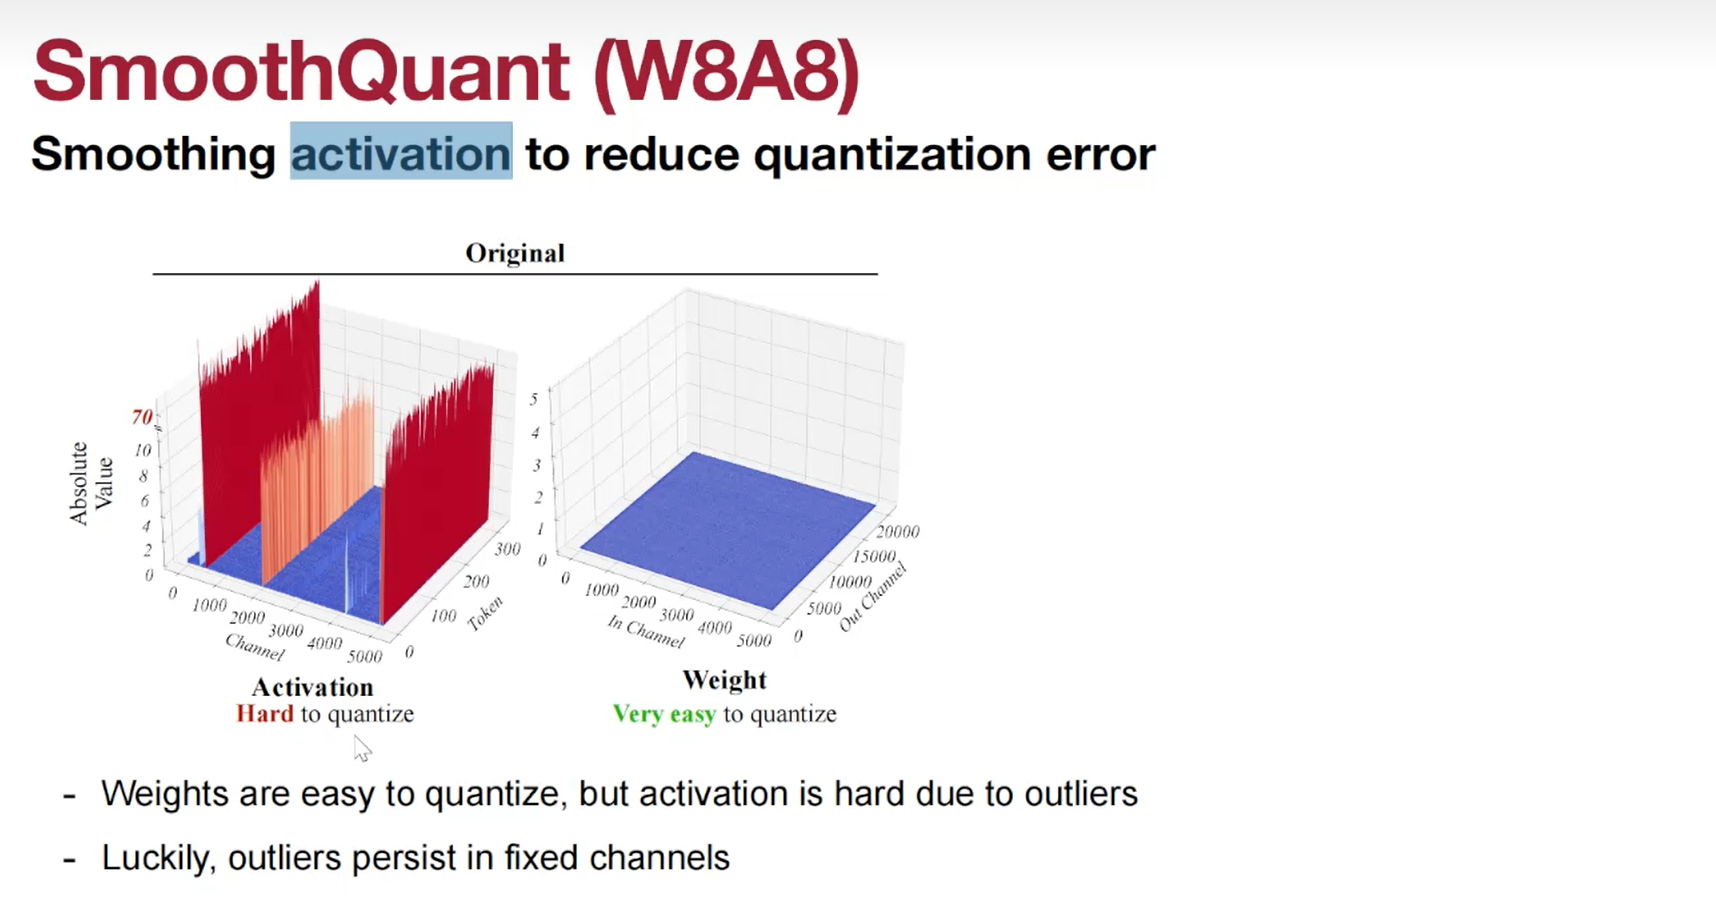 SmoothQuant (W8A8)
Smoothing activation to reduce quantization error
Original
70
10
8
6
4
2
0
Absolute
Value
0
1000
2000
3000
4000
5000
Channel
0
100
200
300
Token
Activation
Hard to quantize
5
4
3
2
1
0
0
1000
2000
3000
4000
5000
In Channel
0
5000
10000
15000
20000
Out Channel
Weight
Very easy to quantize
- Weights are easy to quantize, but activation is hard due to outliers
- Luckily, outliers persist in fixed channels